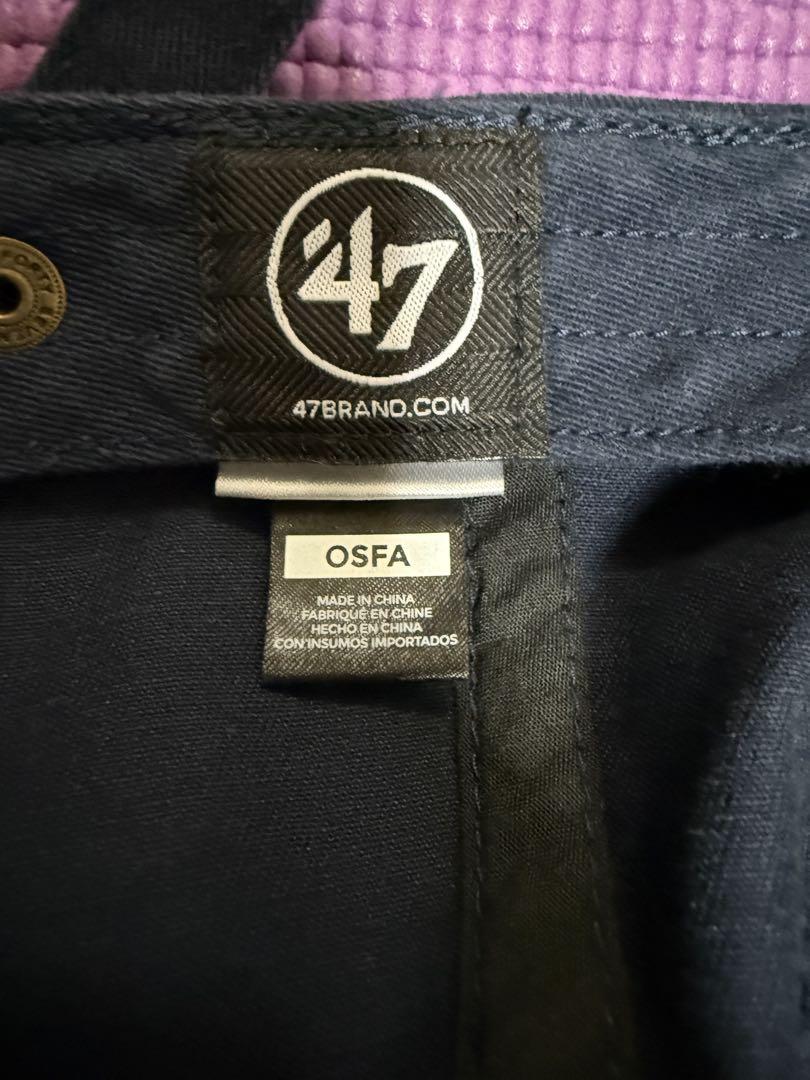 '47
47BRAND.COM
OSFA
MADE IN CHINA
FABRIQUÉ EN CHINE
HECHO EN CHINA
CON INSUMOS IMPORTADOS